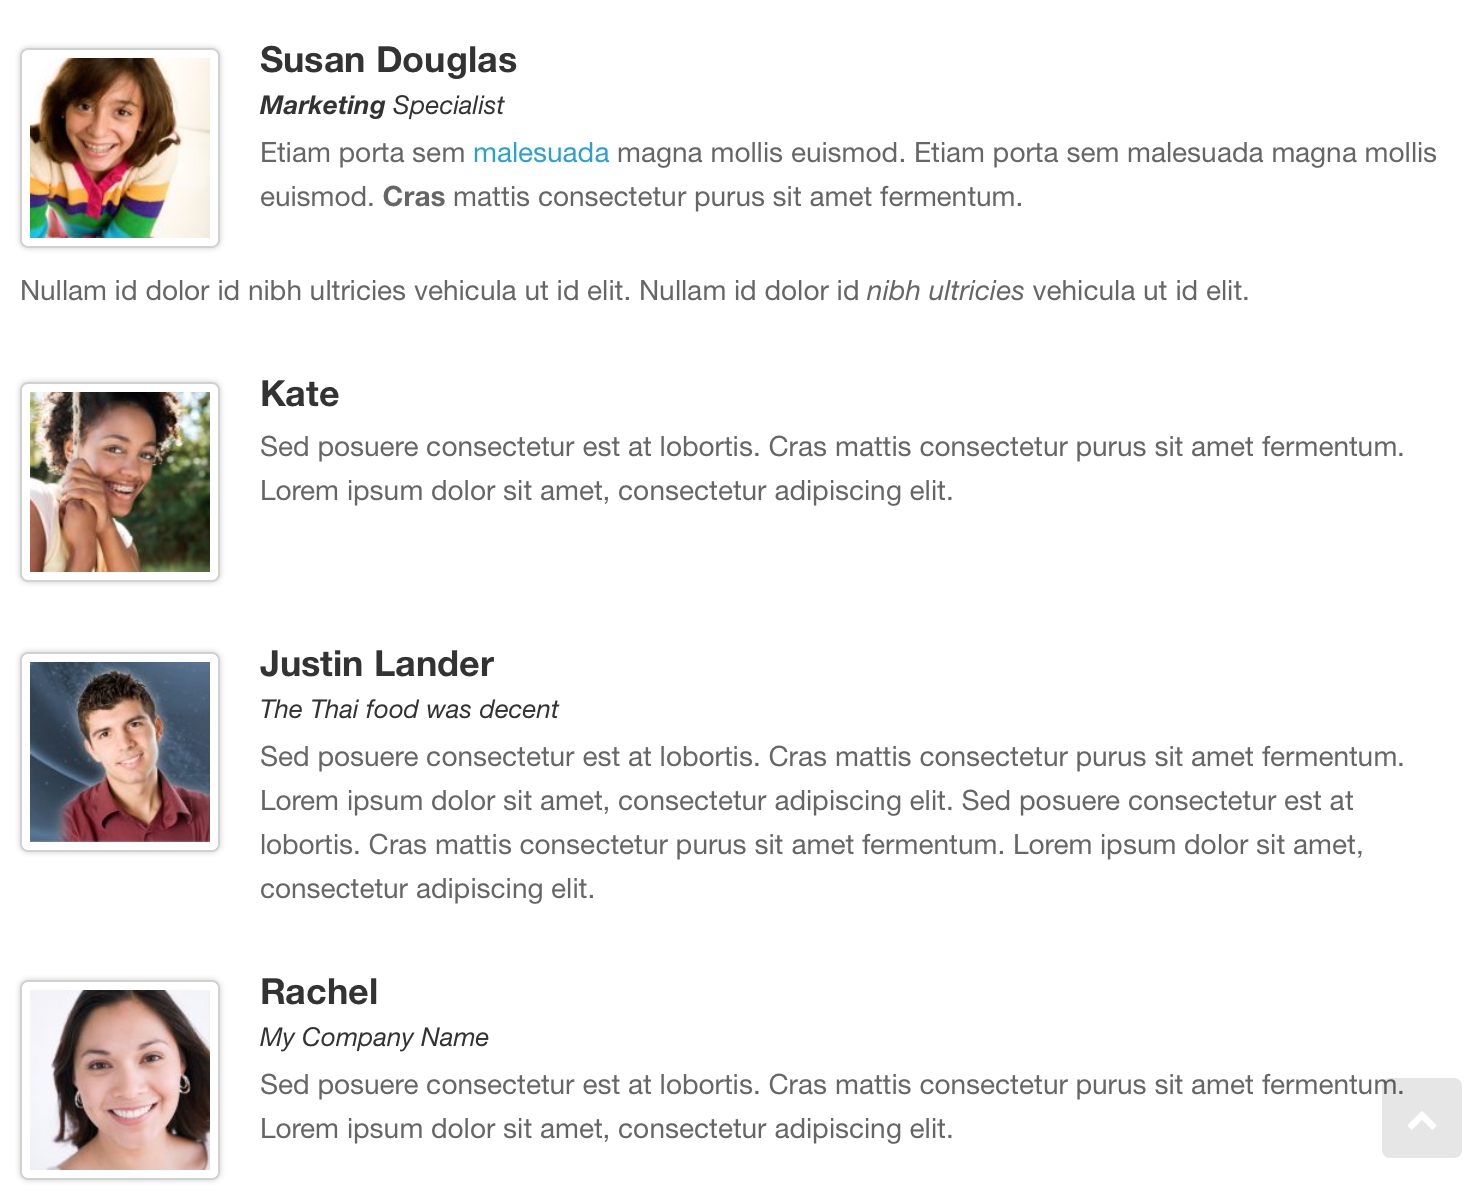 Susan Douglas
Marketing Specialist
Etiam porta sem malesuada magna mollis euismod. Etiam porta sem malesuada magna mollis
euismod. Cras mattis consectetur purus sit amet fermentum.
Nullam id dolor id nibh ultricies vehicula ut id elit. Nullam id dolor id nibh ultricies vehicula ut id elit.
Kate
Sed posuere consectetur est at lobortis. Cras mattis consectetur purus sit amet fermentum.
Lorem ipsum dolor sit amet, consectetur adipiscing elit.
Justin Lander
The Thai food was decent
Sed posuere consectetur est at lobortis. Cras mattis consectetur purus sit amet fermentum.
Lorem ipsum dolor sit amet, consectetur adipiscing elit. Sed posuere consectetur est at
lobortis. Cras mattis consectetur purus sit amet fermentum. Lorem ipsum dolor sit amet,
consectetur adipiscing elit.
Rachel
My Company Name
Sed posuere consectetur est at lobortis. Cras mattis consectetur purus sit amet fermentum.
Lorem ipsum dolor sit amet, consectetur adipiscing elit.